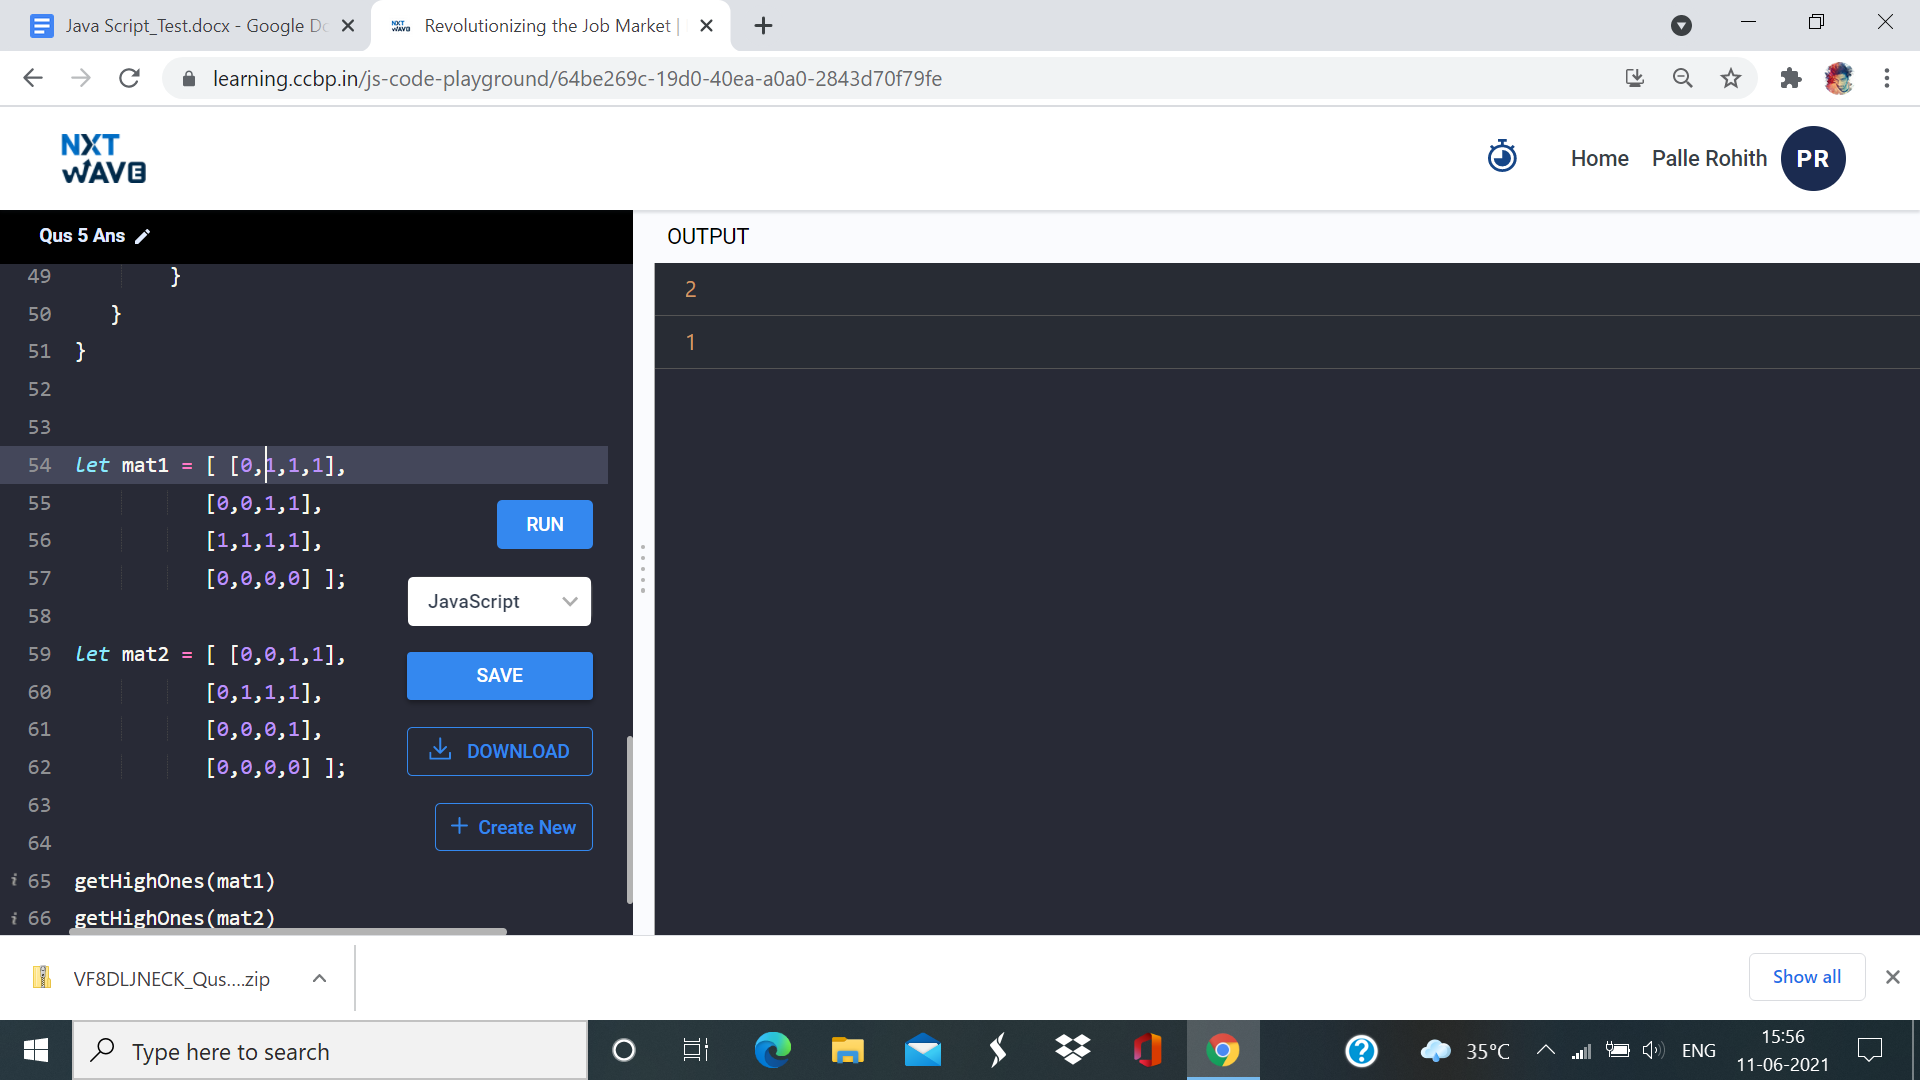 Java Script_Test.docx - Google Do
Revolutionizing the Job Market |
learning.ccbp.in/js-code-playground/64be269c-19d0-40ea-a0a0-2843d70f79fe
NXT
WAVE
Home
Palle Rohith
PR
Qus 5 Ans
OUTPUT
49 }
50 }
51 }
52
53
54 let mat1 = [ [0,1,1,1],
55 [0,0,1,1],
56 [1,1,1,1],
57 [0,0,0,0] ];
58
59 let mat2 = [ [0,0,1,1],
60 [0,1,1,1],
61 [0,0,0,1],
62 [0,0,0,0] ];
63
64
i 65 getHighOnes(mat1)
i 66 getHighOnes(mat2)
RUN
JavaScript
SAVE
DOWNLOAD
+ Create New
2
1
VF8DLJNECK_Qus....zip
Show all
Type here to search
35°C
ENG
15:56
11-06-2021